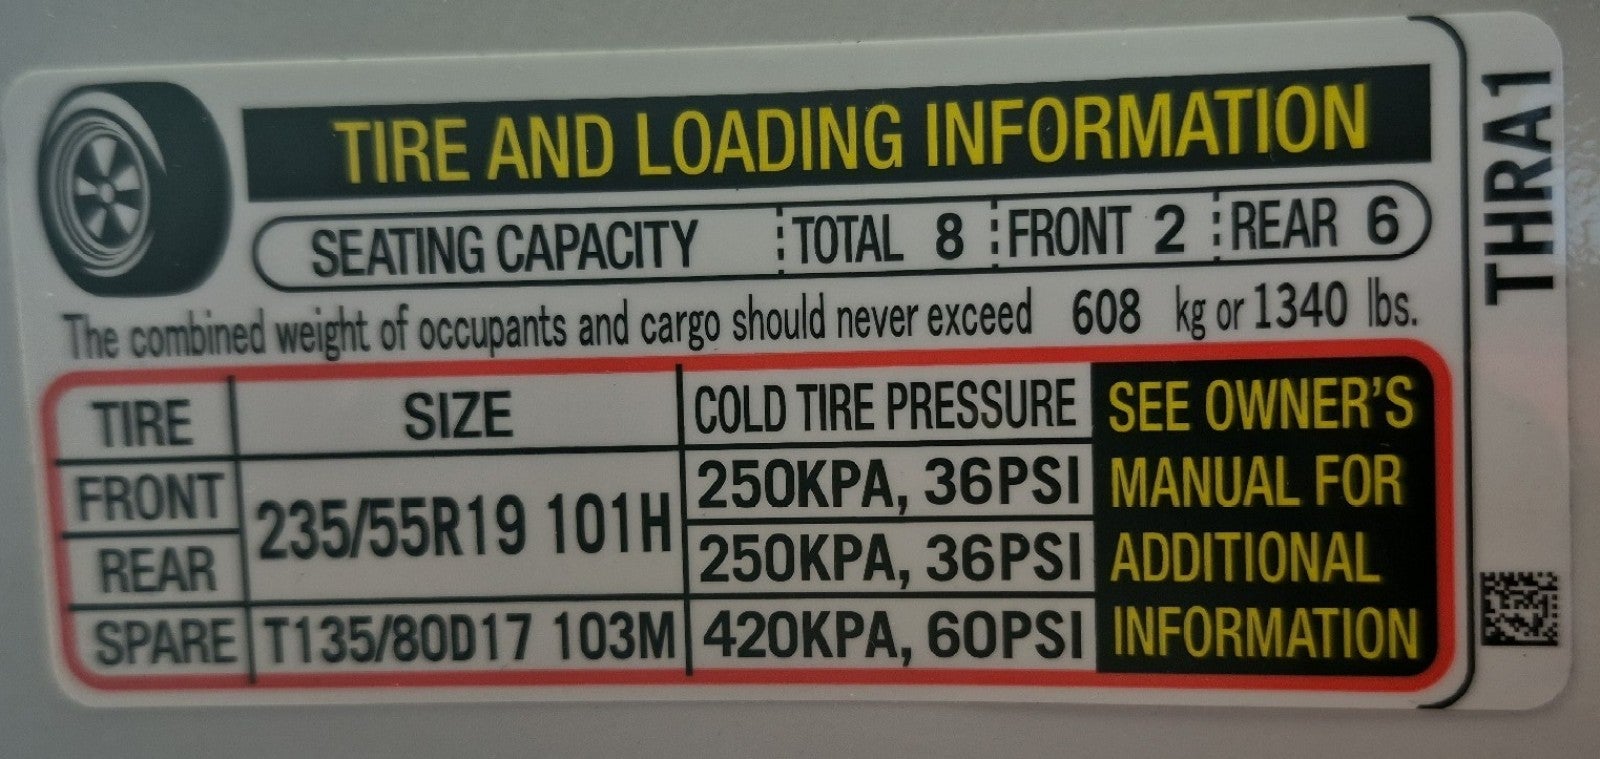 TIRE AND LOADING INFORMATION
SEATING CAPACITY TOTAL 8 FRONT 2 REAR 6
The combined weight of occupants and cargo should never exceed 608 kg or 1340 lbs.
TIRE SIZE COLD TIRE PRESSURE
FRONT 235/55R19 101H 250KPA, 36PSI
REAR 250KPA, 36PSI
SPARE T135/80D17 103M 420KPA, 60PSI
SEE OWNER'S
MANUAL FOR
ADDITIONAL
INFORMATION
THRA1